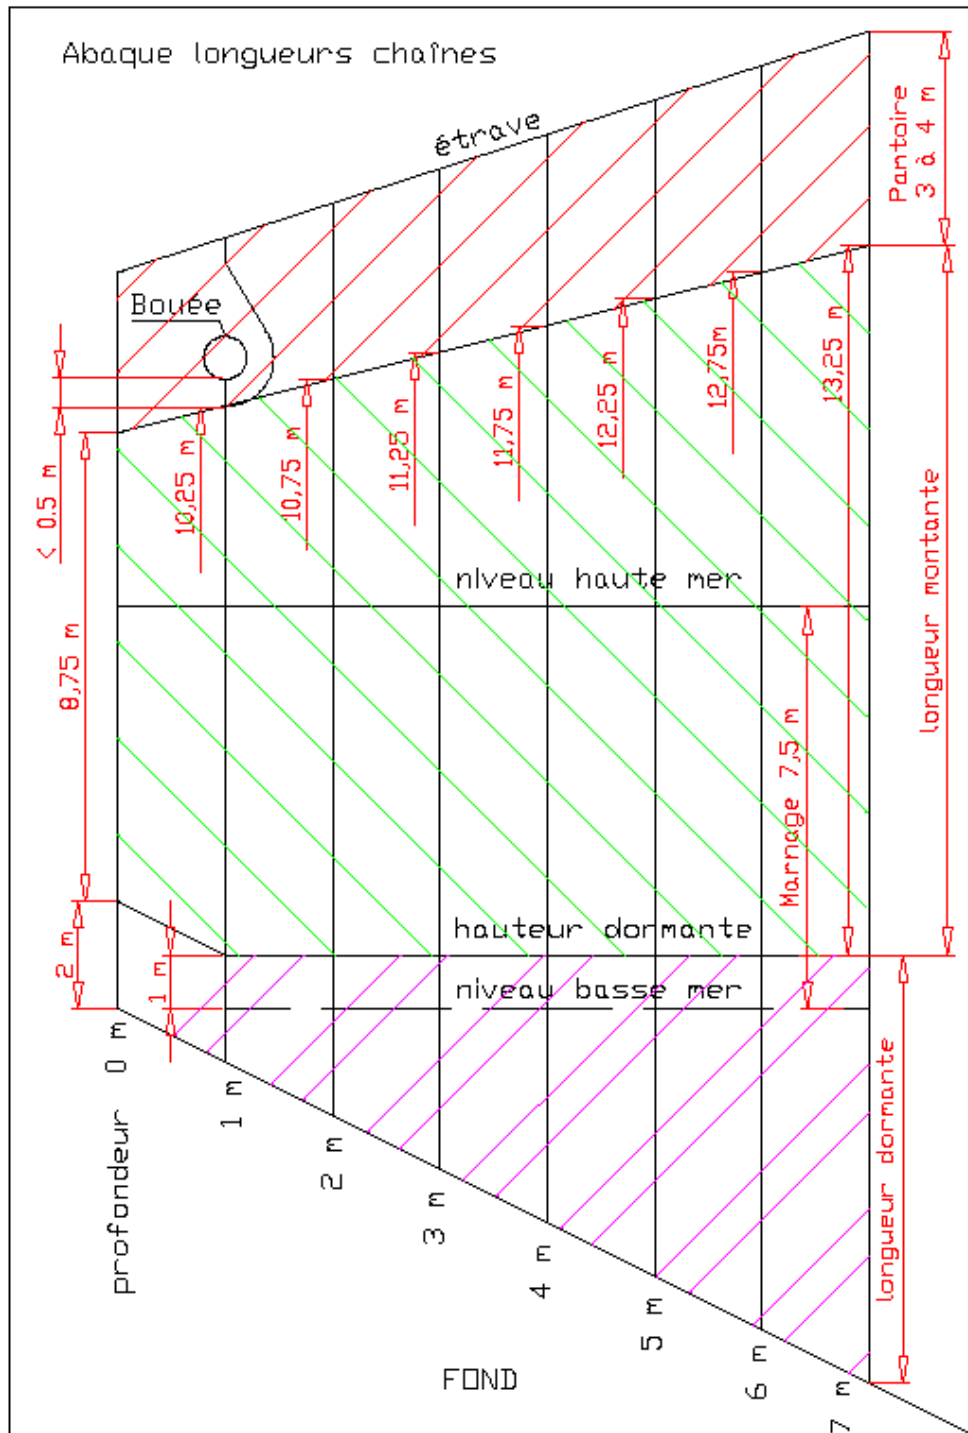 Abaque longueurs chaînes
étrave
Pantoire
3 à 4 m
Bouée
< 0.5 m
10,25 m
10,75 m
11,25 m
11,75 m
12,25 m
12,75m
13,25 m
longueur montante
niveau haute mer
8,75 m
Marnage 7,5 m
hauteur dormante
2 m
1 m
niveau basse mer
longueur dormante
profondeur 0 m
1 m
2 m
3 m
4 m
5 m
6 m
7 m
FOND